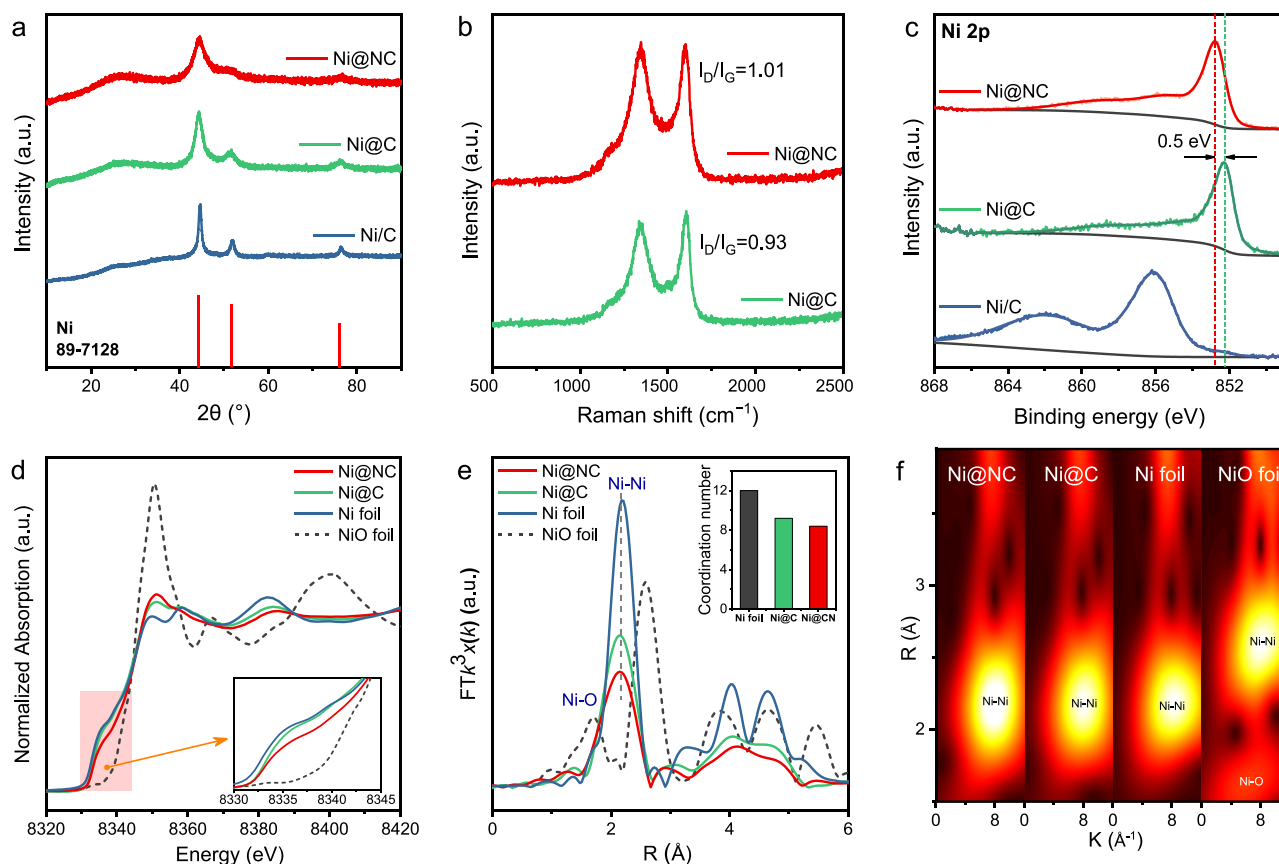 a
Ni@NC
Ni@C
Ni/C
Ni
89-7128
Intensity (a.u.)
20 40 60 80
2θ (°)
b
I_D/I_G=1.01
Ni@NC
I_D/I_G=0.93
Ni@C
Intensity (a.u.)
500 1000 1500 2000 2500
Raman shift (cm⁻¹)
c
Ni 2p
Ni@NC
0.5 eV
Ni@C
Ni/C
Intensity (a.u.)
868 864 860 856 852
Binding energy (eV)
d
Ni@NC
Ni@C
Ni foil
NiO foil
Normalized Absorption (a.u.)
8330 8335 8340 8345
8320 8340 8360 8380 8400 8420
Energy (eV)
e
Ni@NC
Ni@C
Ni foil
NiO foil
Ni-Ni
Ni-O
Coordination number
12
8
4
0
Ni foil Ni@C Ni@CN
FTk³x(k) (a.u.)
0 2 4 6
R (Å)
f
Ni@NC Ni@C Ni foil NiO foi
3
2
R (Å)
Ni-Ni
Ni-Ni
Ni-Ni
Ni-Ni
Ni-O
0 8 0 8 0 8 0 8
K (Å⁻¹)